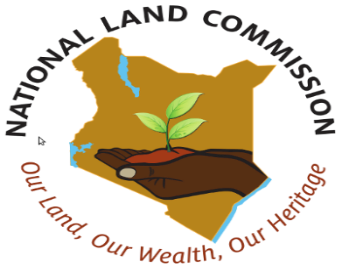 NATIONAL LAND COMMISSION
Our Land, Our Wealth, Our Heritage